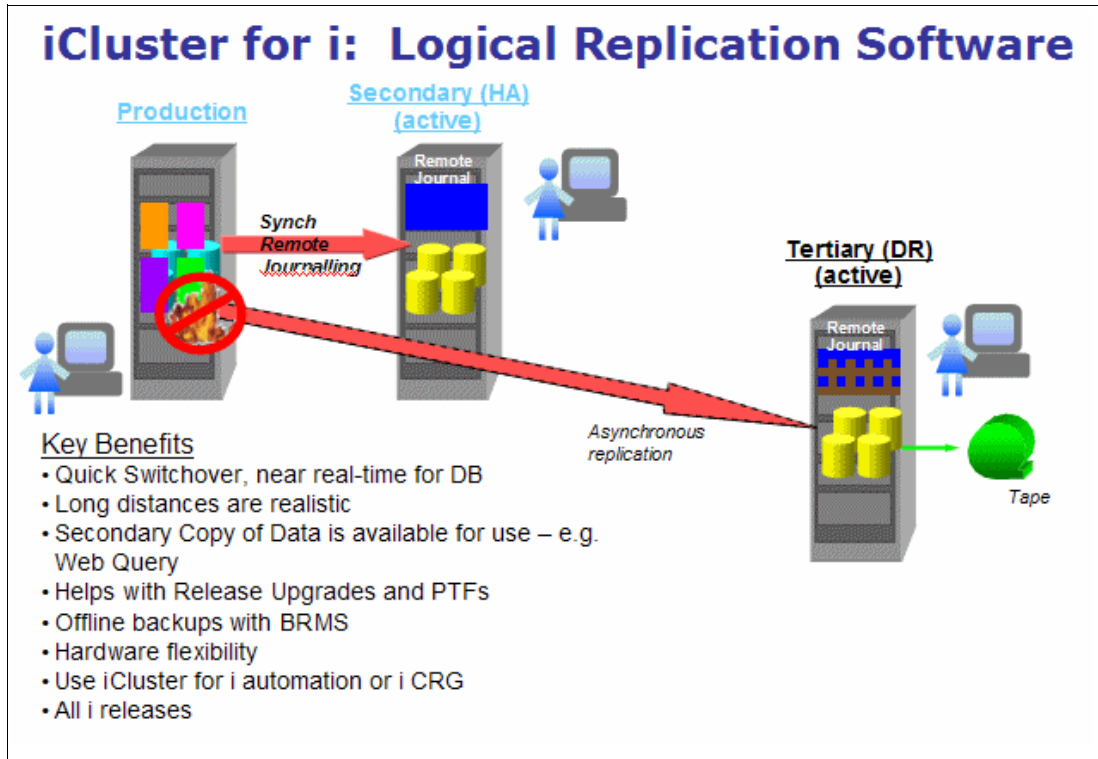 iCluster for i:  Logical Replication Software
Production
Secondary (HA)
(active)
Remote
Journal
Synch
Remote
Journalling
Tertiary (DR)
(active)
Remote
Journal
Asynchronous
replication
Tape
Key Benefits
• Quick Switchover, near real-time for DB
• Long distances are realistic
• Secondary Copy of Data is available for use – e.g.
Web Query
• Helps with Release Upgrades and PTFs
• Offline backups with BRMS
• Hardware flexibility
• Use iCluster for i automation or i CRG
• All i releases